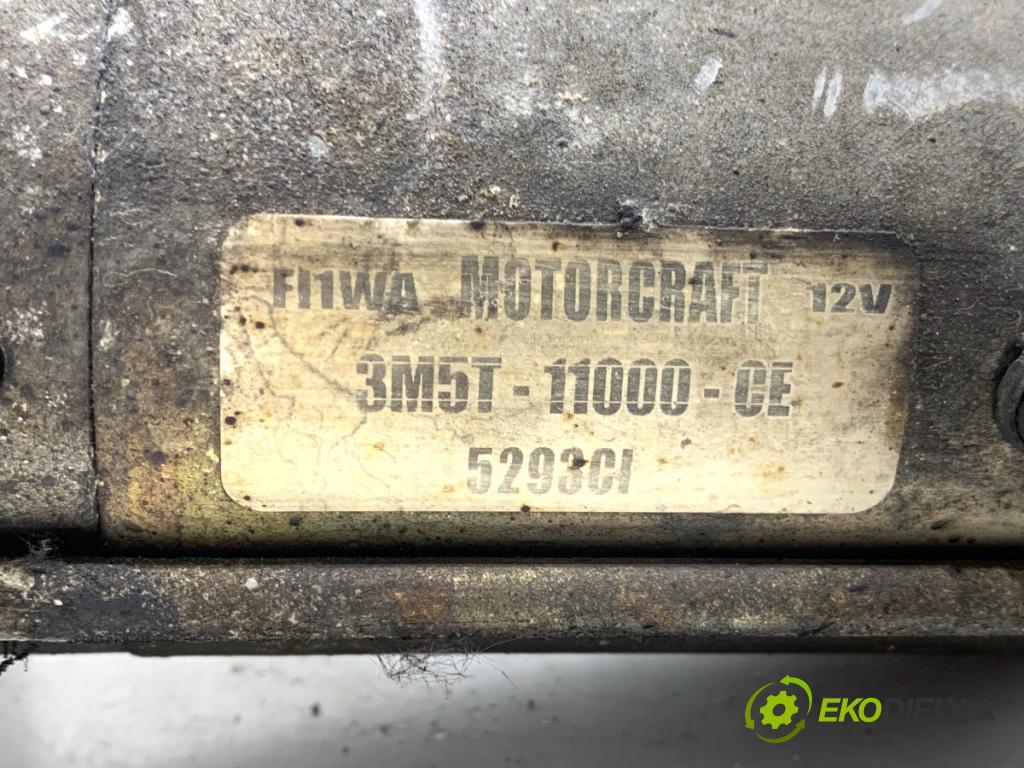 FI1WA MOTORCRAFT 12V
3M5T - 11000 - CE
5293CI
EKODIELY